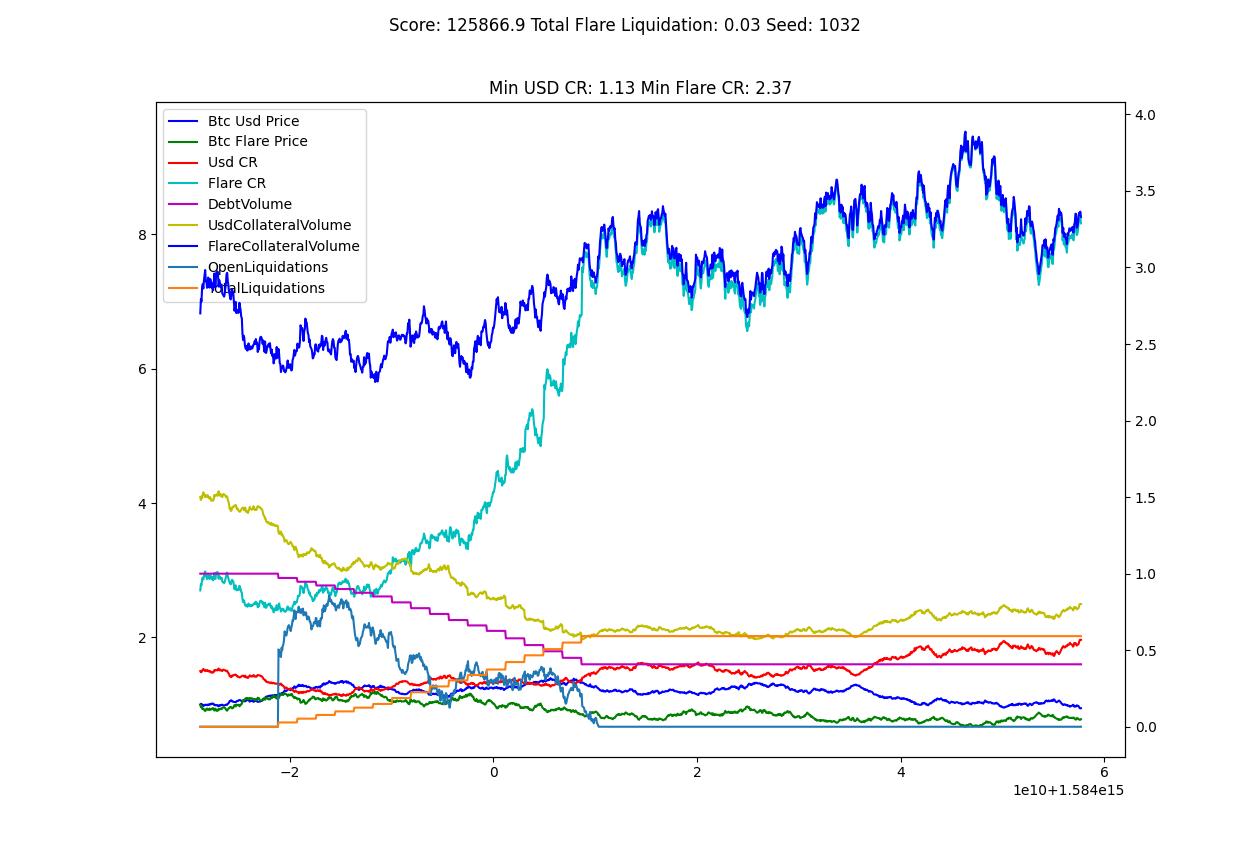 Score: 125866.9 Total Flare Liquidation: 0.03 Seed: 1032
Min USD CR: 1.13 Min Flare CR: 2.37
Btc Usd Price
Btc Flare Price
Usd CR
Flare CR
DebtVolume
UsdCollateralVolume
FlareCollateralVolume
OpenLiquidations
TotalLiquidations
8
6
4
2
4.0
3.5
3.0
2.5
2.0
1.5
1.0
0.5
0.0
−2
0
2
4
6
1e10+1.584e15